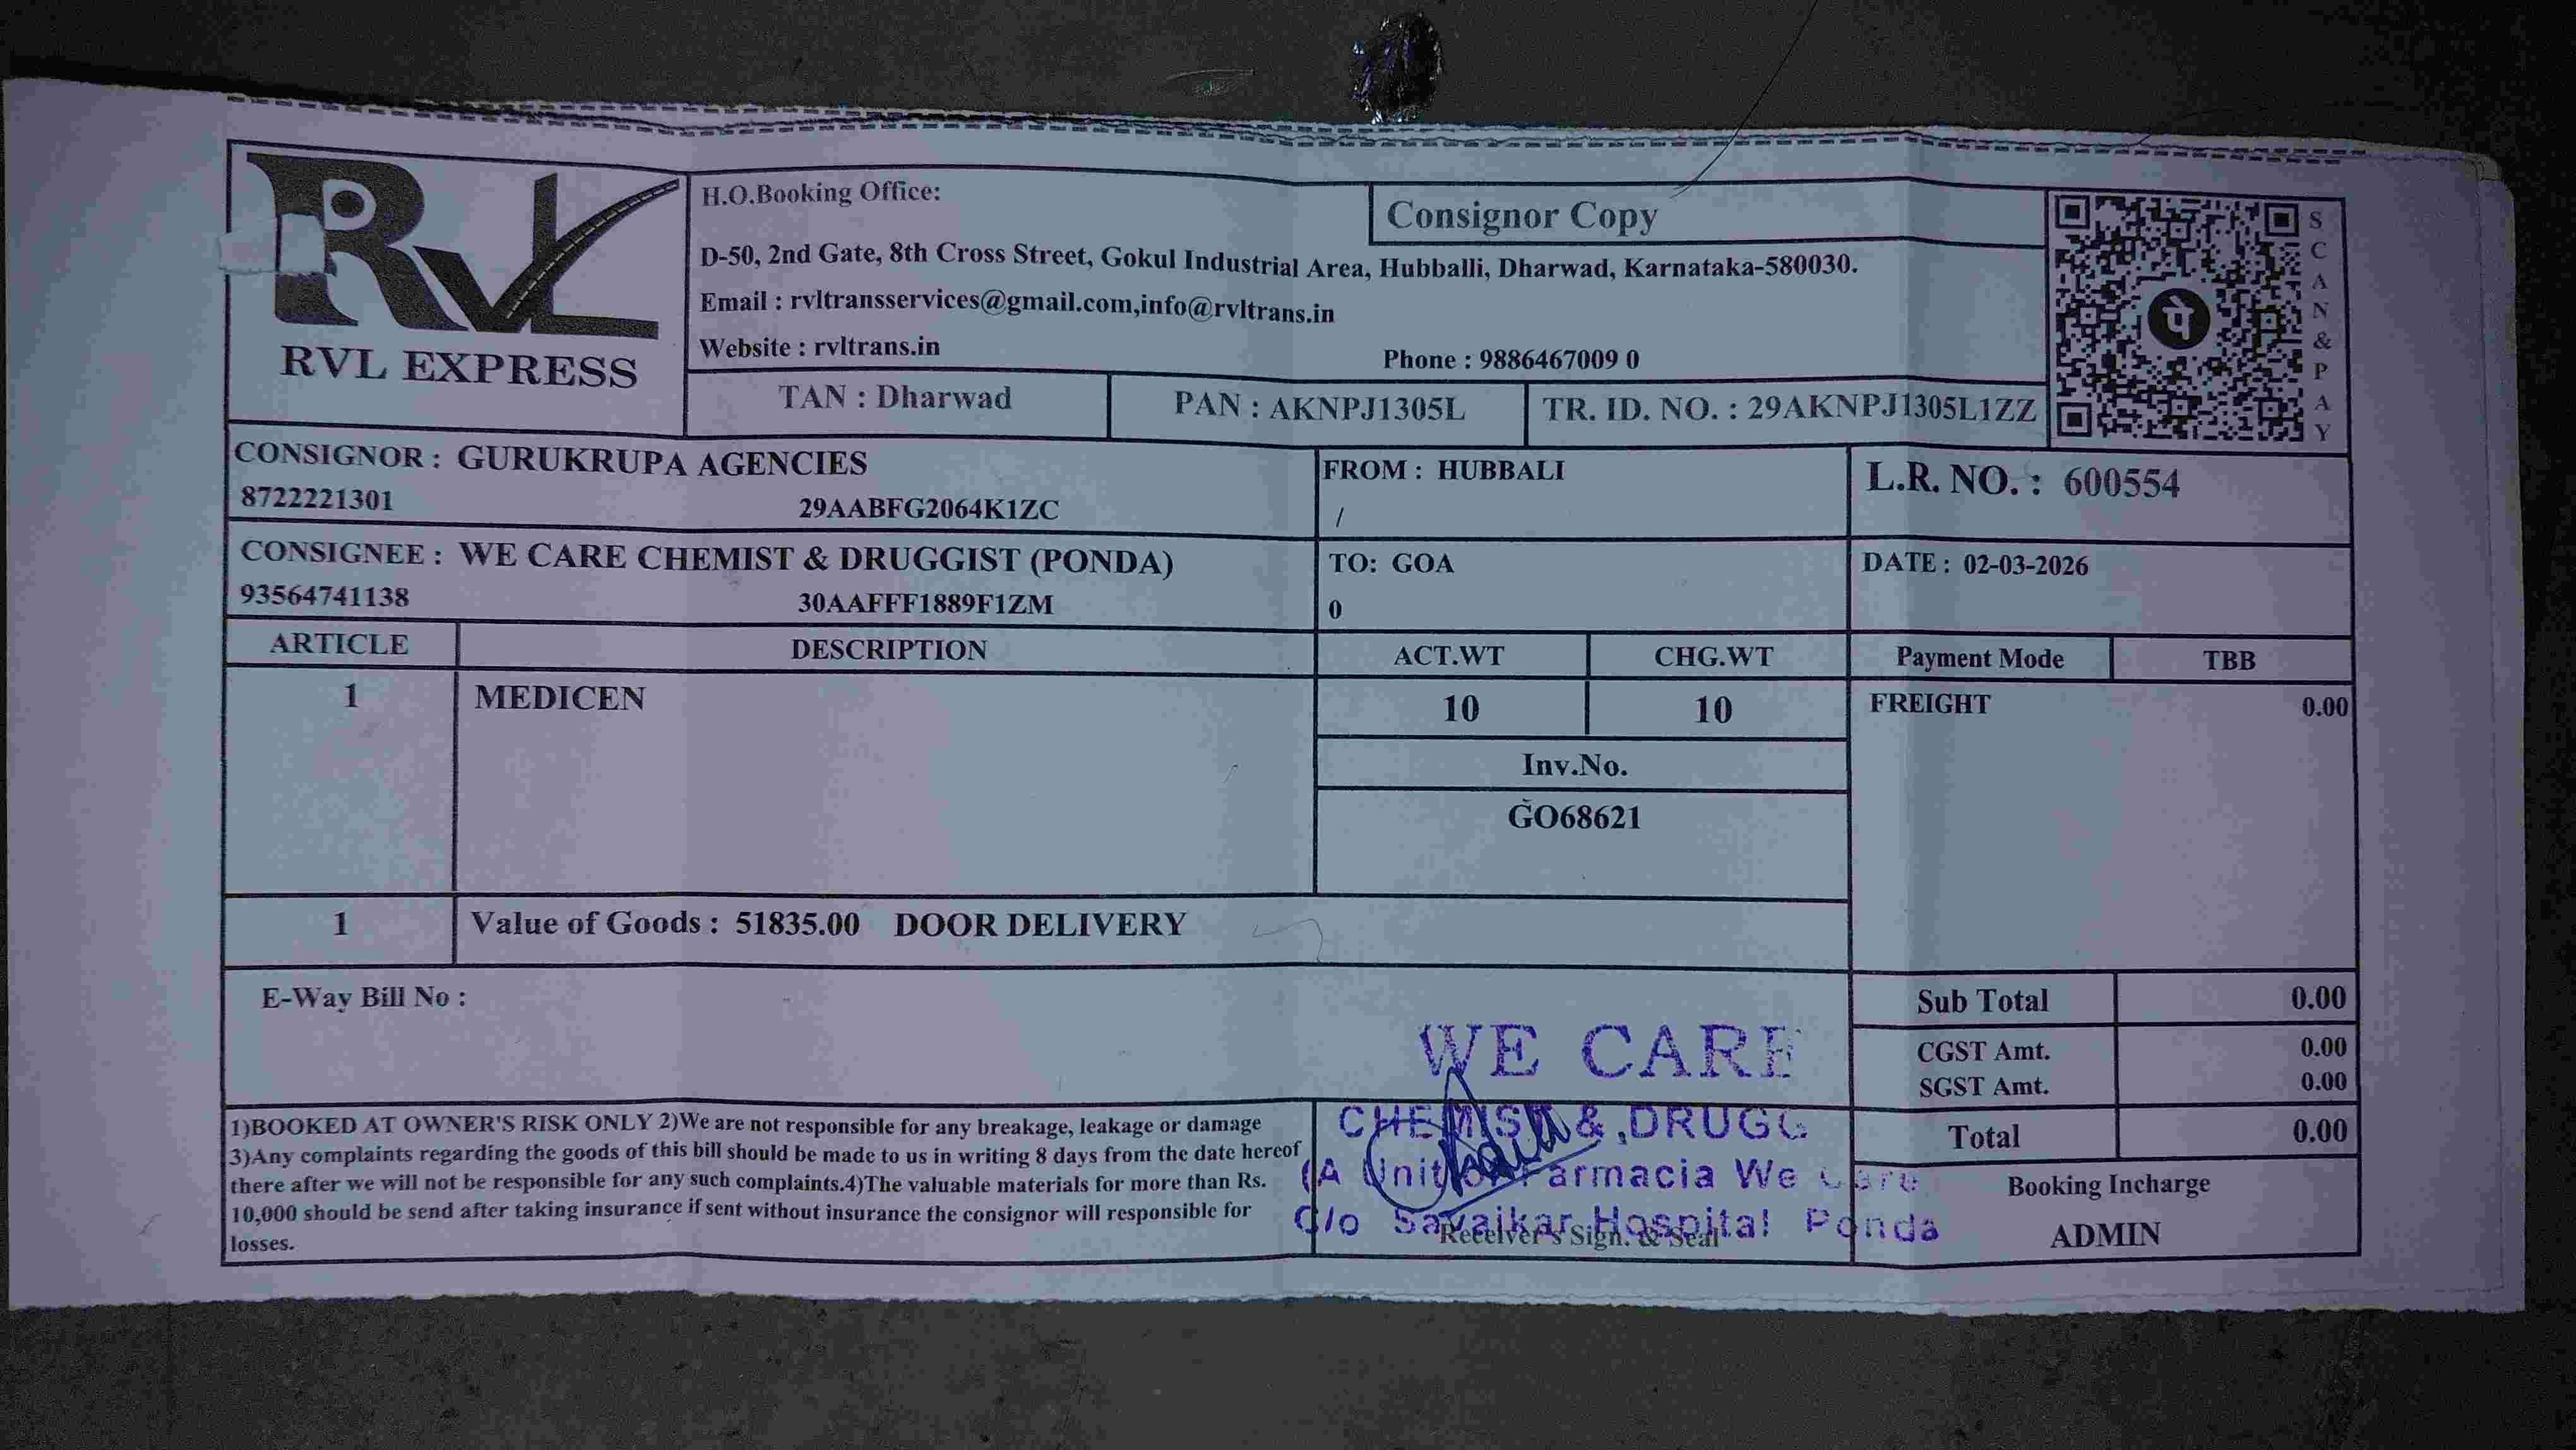 RVL
RVL EXPRESS
H.O.Booking Office:
Consignor Copy
D-50, 2nd Gate, 8th Cross Street, Gokul Industrial Area, Hubballi, Dharwad, Karnataka-580030.
Email : rvltransservices@gmail.com,info@rvltrans.in
Website : rvltrans.in
Phone : 9886467009 0
TAN : Dharwad
PAN : AKNPJ1305L
TR. ID. NO. : 29AKNPJ1305L1ZZ
पे
SCAN&PAY
CONSIGNOR : GURUKRUPA AGENCIES
8722221301 29AABFG2064K1ZC
FROM : HUBBALI
/
L.R. NO. : 600554
CONSIGNEE : WE CARE CHEMIST & DRUGGIST (PONDA)
93564741138 30AAFFF1889F1ZM
TO: GOA
0
DATE : 02-03-2026
ARTICLE DESCRIPTION ACT.WT CHG.WT Payment Mode TBB
1 MEDICEN 10 10 FREIGHT 0.00
Inv.No.
GO68621
1 Value of Goods : 51835.00 DOOR DELIVERY
E-Way Bill No :
Sub Total 0.00
CGST Amt. 0.00
SGST Amt. 0.00
Total 0.00
1)BOOKED AT OWNER'S RISK ONLY 2)We are not responsible for any breakage, leakage or damage
3)Any complaints regarding the goods of this bill should be made to us in writing 8 days from the date hereof
there after we will not be responsible for any such complaints.4)The valuable materials for more than Rs.
10,000 should be send after taking insurance if sent without insurance the consignor will responsible for
losses.
WE CARE
CHEMIST & DRUGG
(A Unit of Farmacia We Care
C/o Savaikar Hospital Ponda
Receiver's Sign. & Seal
Booking Incharge
ADMIN